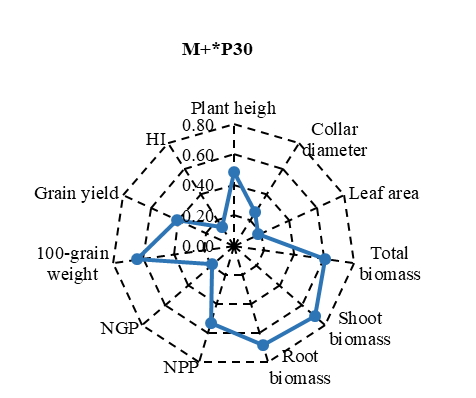 M+*P30
Plant heigh
Collar
diameter
Leaf area
Total
biomass
Shoot
biomass
Root
biomass
NPP
NGP
100-grain
weight
Grain yield
HI
0.80
0.60
0.40
0.20
0.00